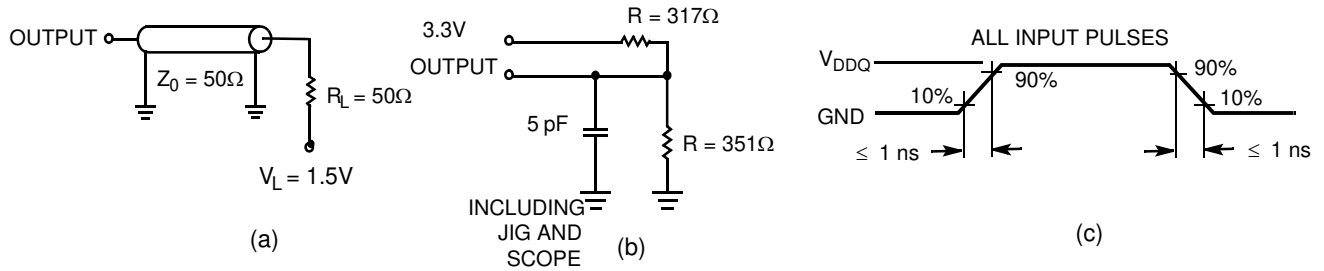 OUTPUT
Z0 = 50Ω
RL = 50Ω
VL = 1.5V
(a)
R = 317Ω
3.3V
OUTPUT
5 pF
R = 351Ω
INCLUDING
JIG AND
SCOPE
(b)
ALL INPUT PULSES
VDDQ
GND
10%
90%
90%
10%
≤ 1 ns
≤ 1 ns
(c)